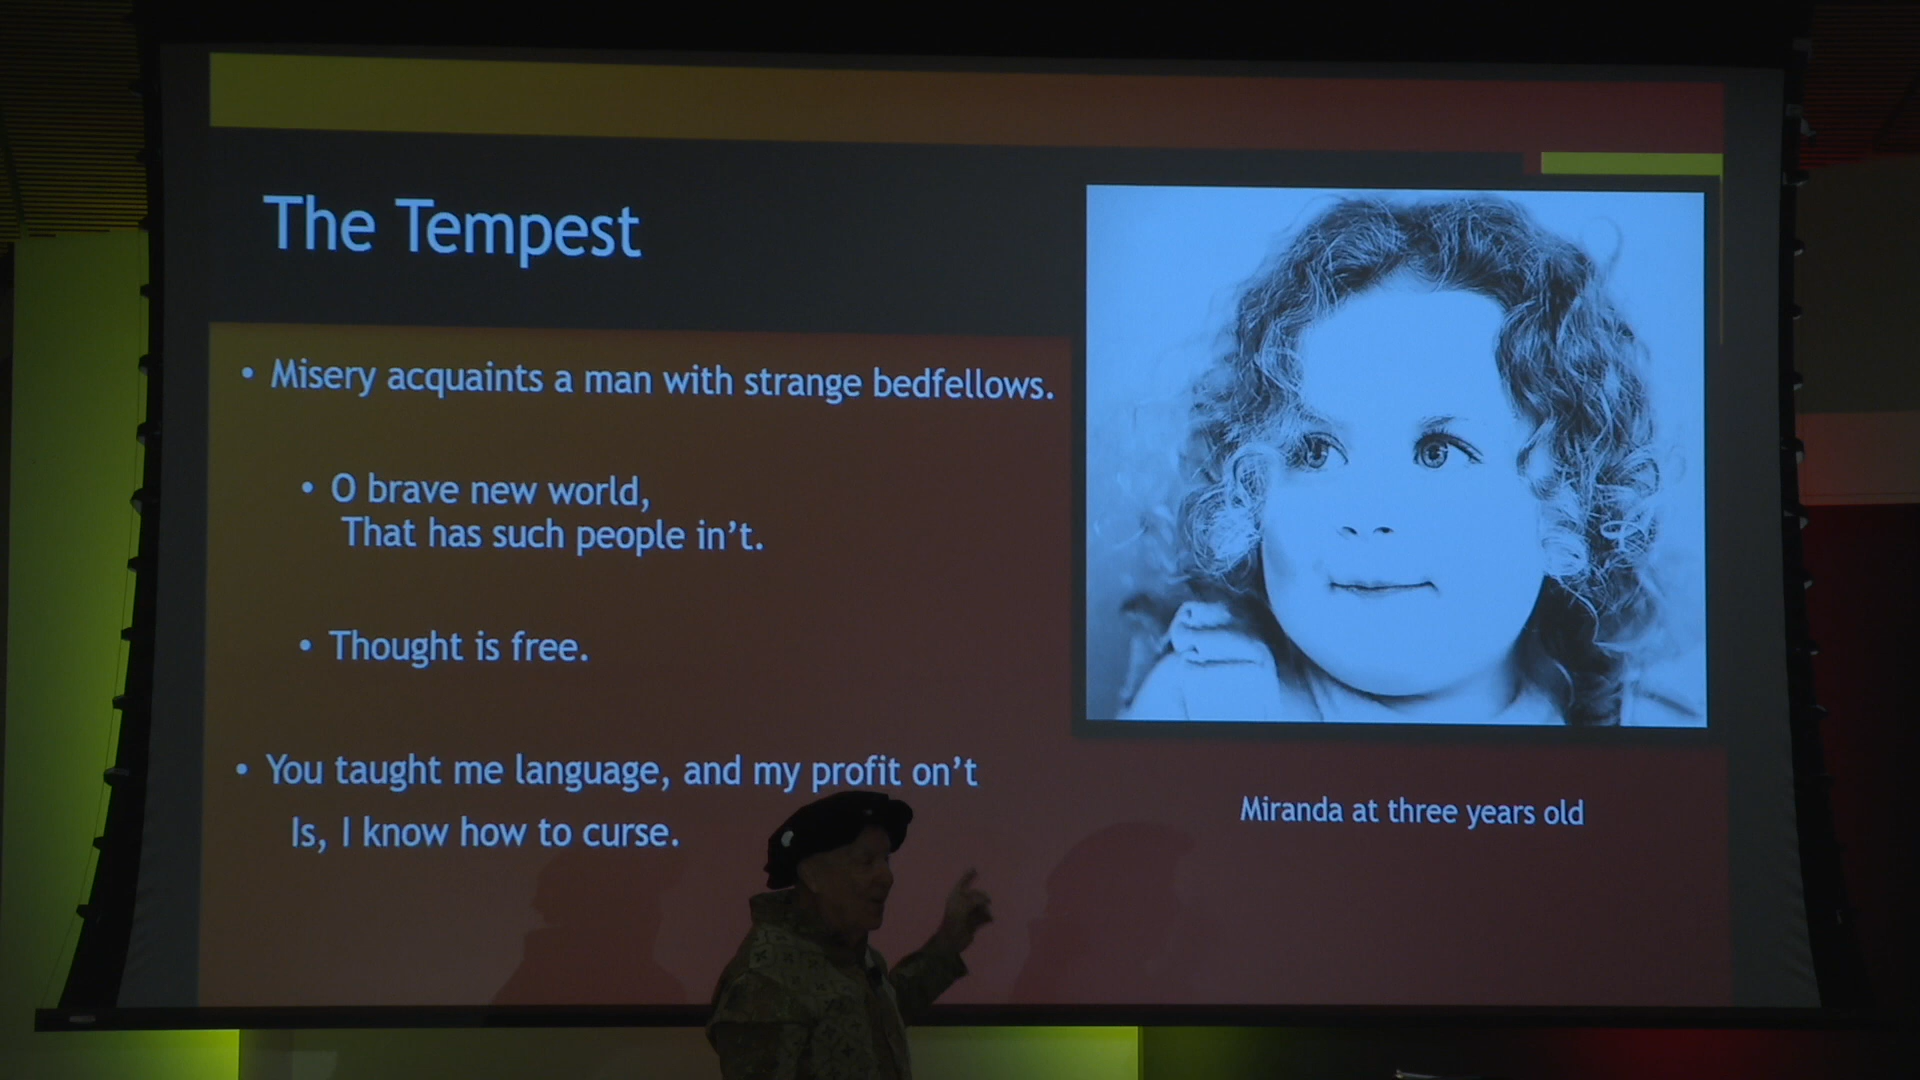 The Tempest
• Misery acquaints a man with strange bedfellows.
• O brave new world,
That has such people in’t.
• Thought is free.
• You taught me language, and my profit on’t
Is, I know how to curse.
Miranda at three years old